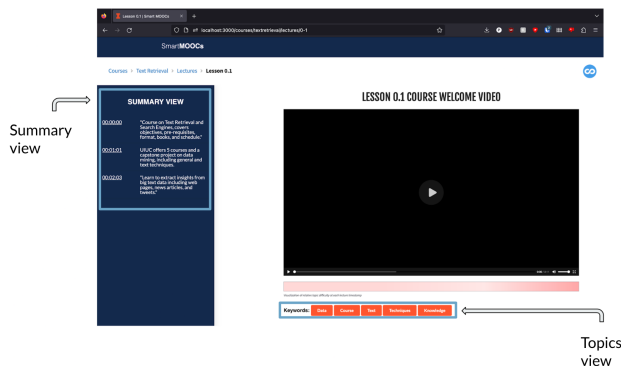 Lesson 0.1 | Smart MOOCs
localhost:3000/courses/textretrieval/lectures/0-1
SmartMOOCs
Courses > Text Retrieval > Lectures > Lesson 0.1
SUMMARY VIEW
00:00:00 "Course on Text Retrieval and
Search Engines, covers
objectives, pre-requisites,
format, books, and schedule."
00:01:01 UIUC offers 5 courses and a
capstone project on data
mining, including general and
text techniques.
00:02:03 "Learn to extract insights from
big text data including web
pages, news articles, and
tweets."
Summary
view
LESSON 0.1 COURSE WELCOME VIDEO
Keywords: Data Course Text Techniques Knowledge
Topics
view